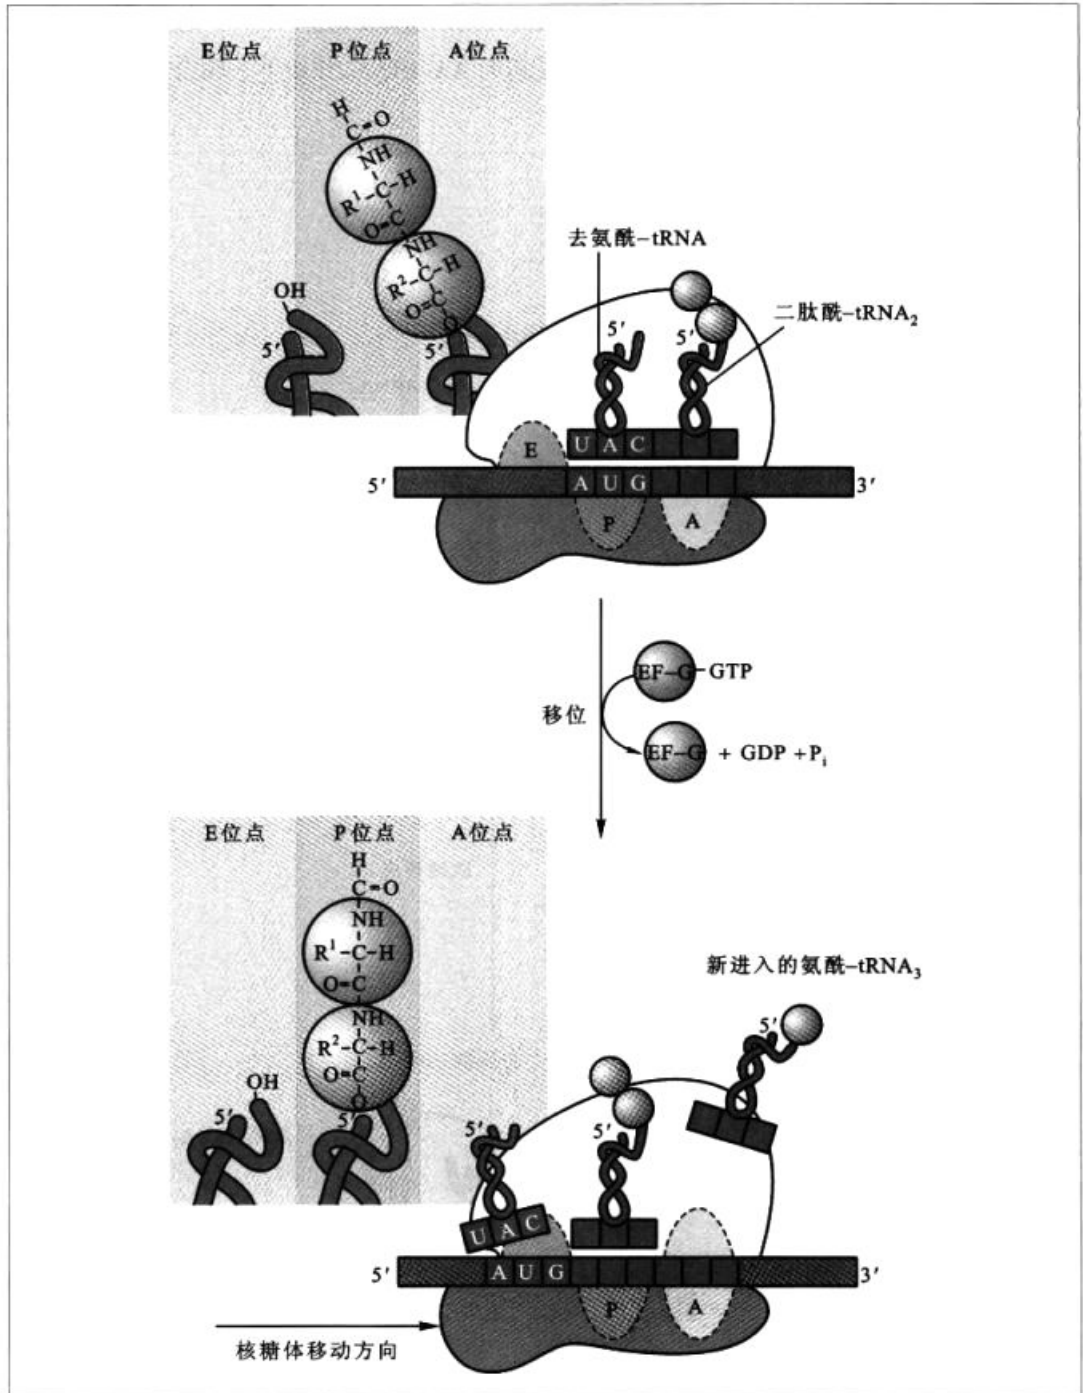 E位点 P位点 A位点
H
C=O
NH
R¹-C-H
O=C
NH
R²-C-H
O=C
O
OH
5′
5′
去氨酰-tRNA
二肽酰-tRNA₂
5′
5′
E
U A C
5′
A U G
3′
P
A
EF-G-GTP
移位
EF-G + GDP +Pᵢ
E位点 P位点 A位点
H
C=O
NH
R¹-C-H
O=C
NH
R²-C-H
O=C
O
OH
5′
5′
新进入的氨酰-tRNA₃
5′
5′
5′
U A C
5′
A U G
3′
P
A
核糖体移动方向